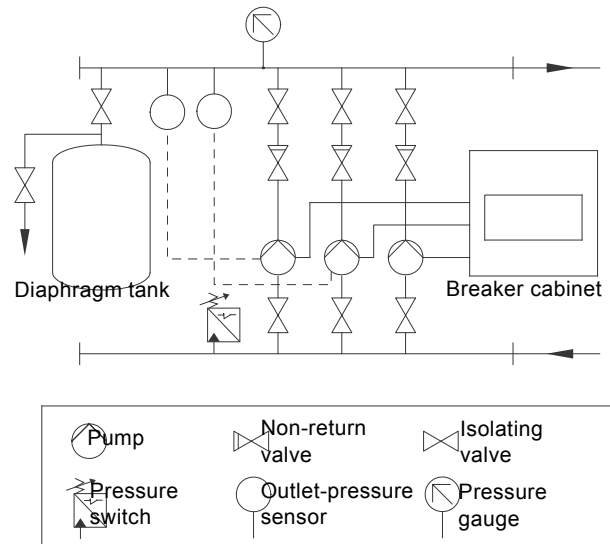 Diaphragm tank
Breaker cabinet
Pump
Non-return
valve
Isolating
valve
Pressure
switch
Outlet-pressure
sensor
Pressure
gauge